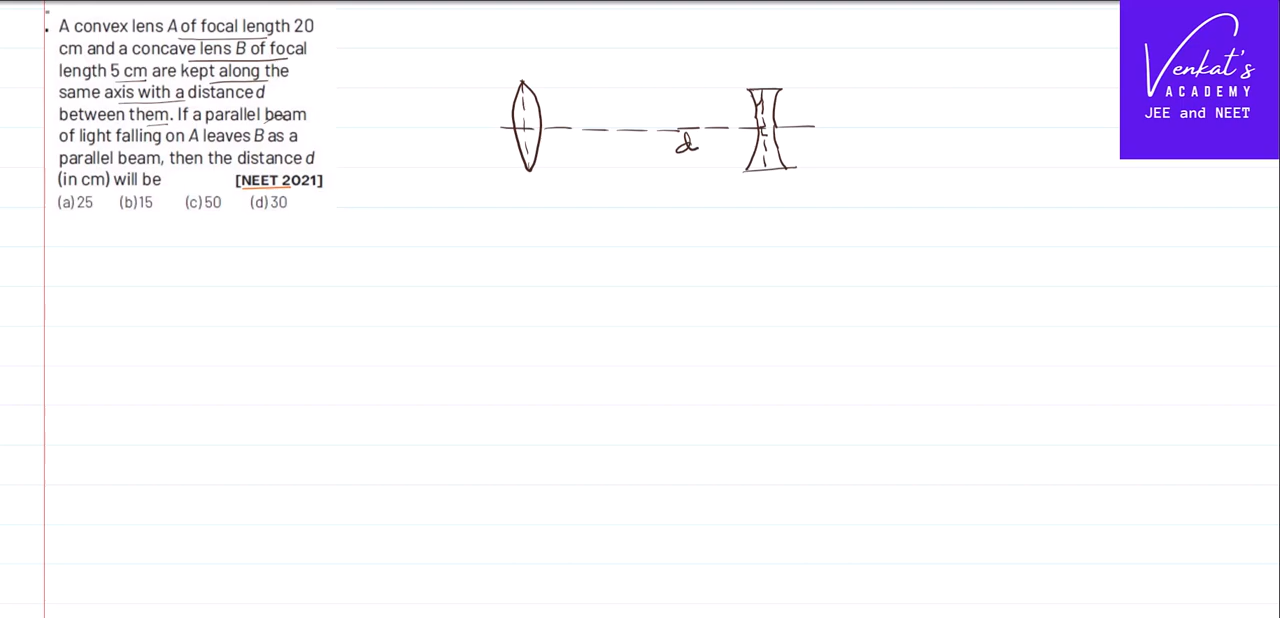 A convex lens A of focal length 20
cm and a concave lens B of focal
length 5 cm are kept along the
same axis with a distance d
between them. If a parallel beam
of light falling on A leaves B as a
parallel beam, then the distance d
(in cm) will be [NEET 2021]
(a) 25 (b) 15 (c) 50 (d) 30
d
Venkat's
ACADEMY
JEE and NEET